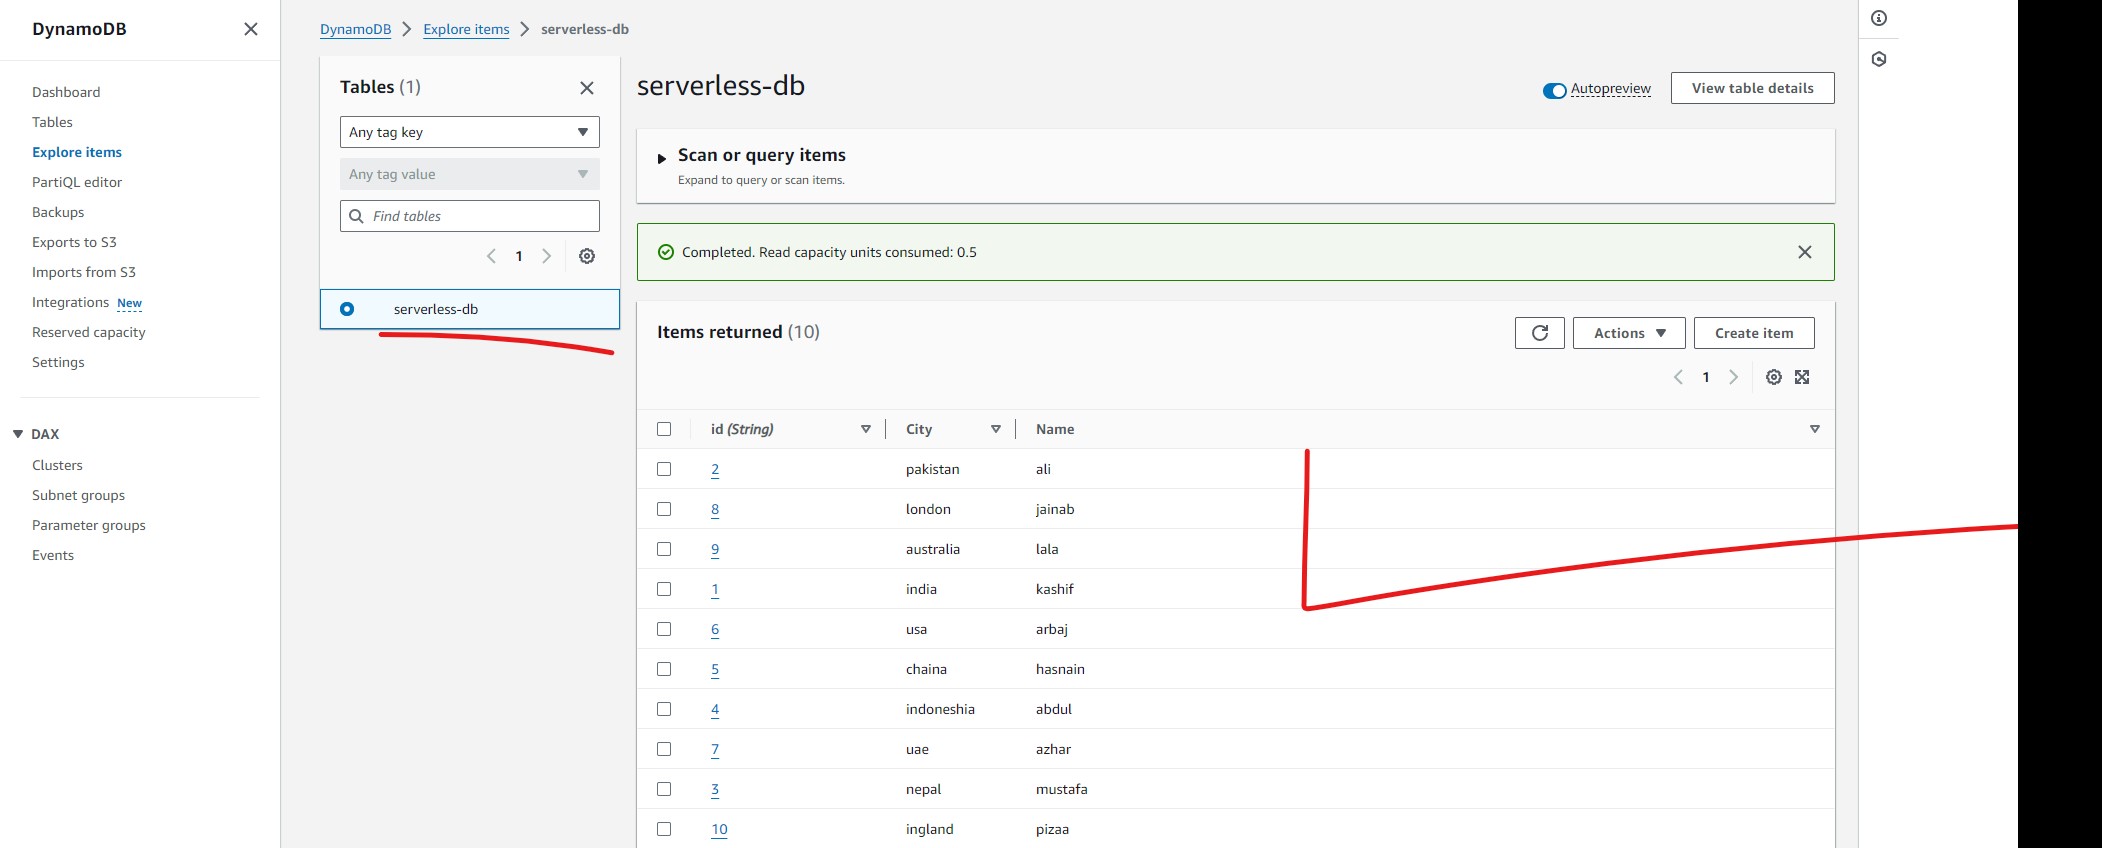 DynamoDB
Dashboard
Tables
Explore items
PartiQL editor
Backups
Exports to S3
Imports from S3
Integrations New
Reserved capacity
Settings
DAX
Clusters
Subnet groups
Parameter groups
Events
DynamoDB Explore items serverless-db
Tables (1)
Any tag key
Any tag value
Find tables
1
serverless-db
serverless-db
Autopreview
View table details
Scan or query items
Expand to query or scan items.
Completed. Read capacity units consumed: 0.5
Items returned (10)
Actions
Create item
1
id (String) City Name
2 pakistan ali
8 london jainab
9 australia lala
1 india kashif
6 usa arbaj
5 chaina hasnain
4 indoneshia abdul
7 uae azhar
3 nepal mustafa
10 ingland pizaa